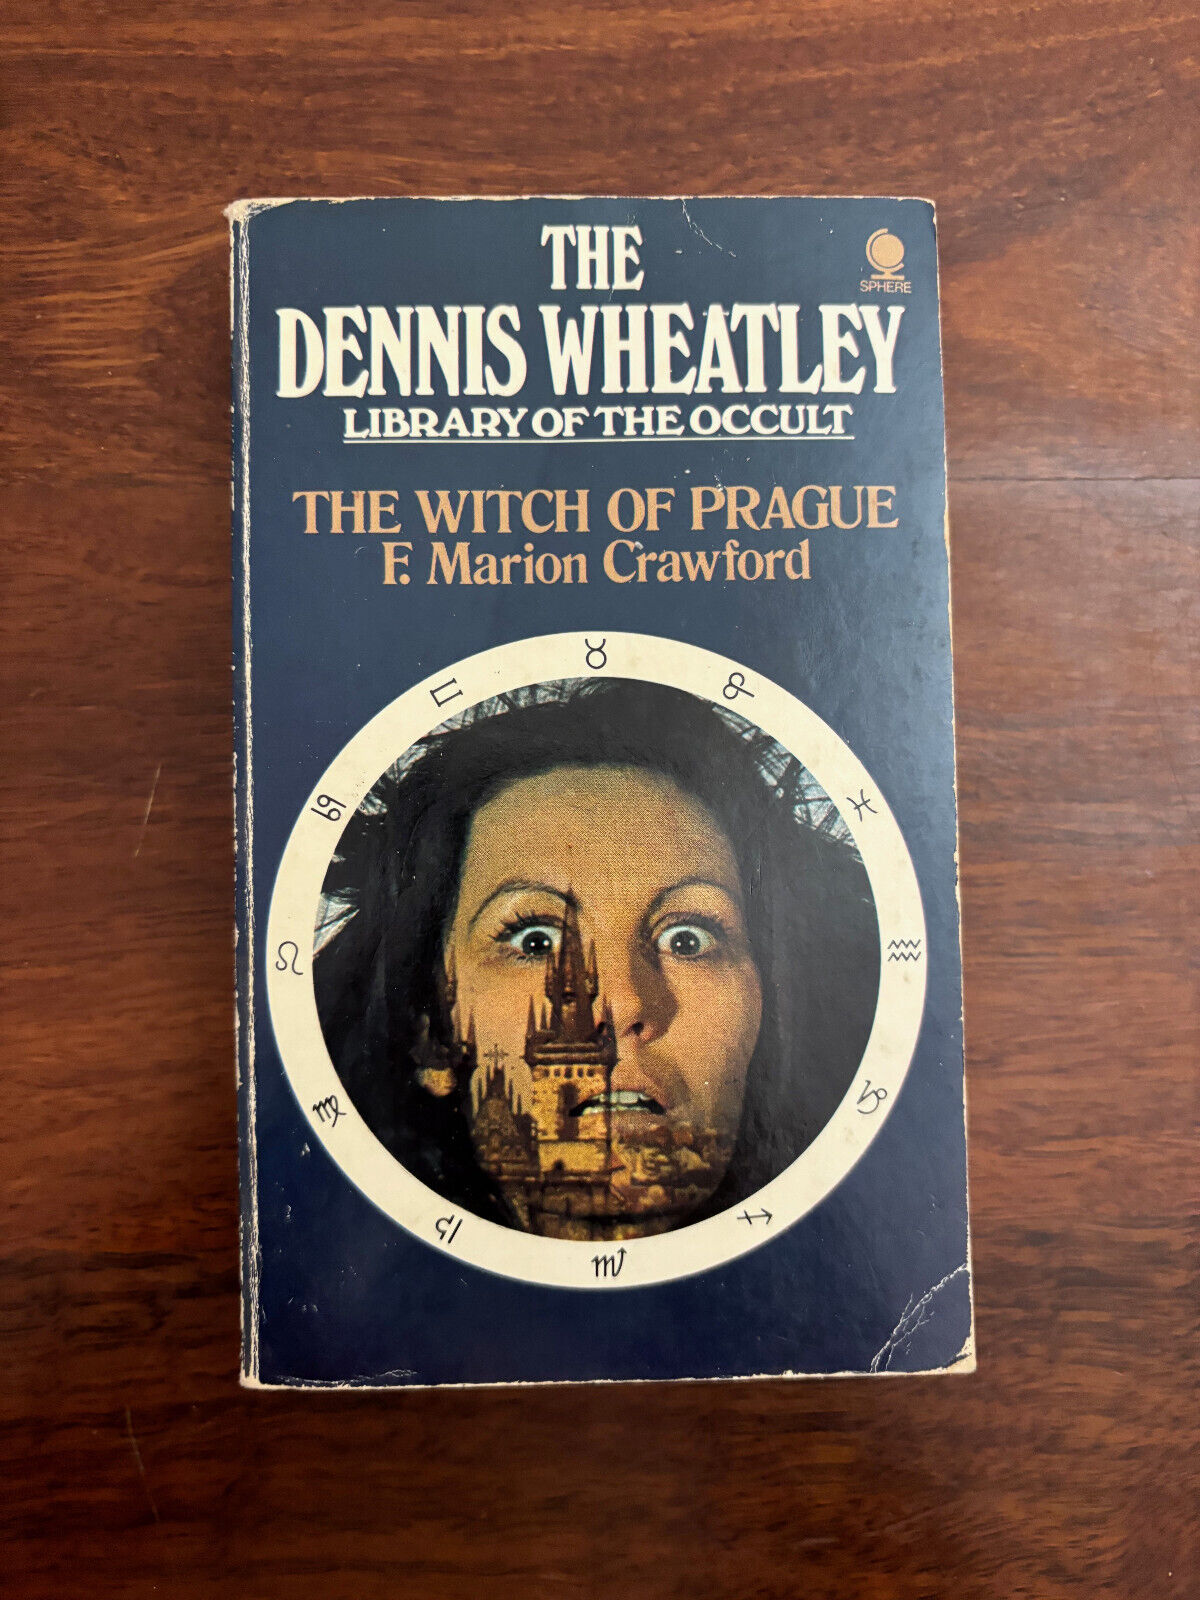 THE
SPHERE
DENNIS WHEATLEY
LIBRARY OF THE OCCULT
THE WITCH OF PRAGUE
F. Marion Crawford